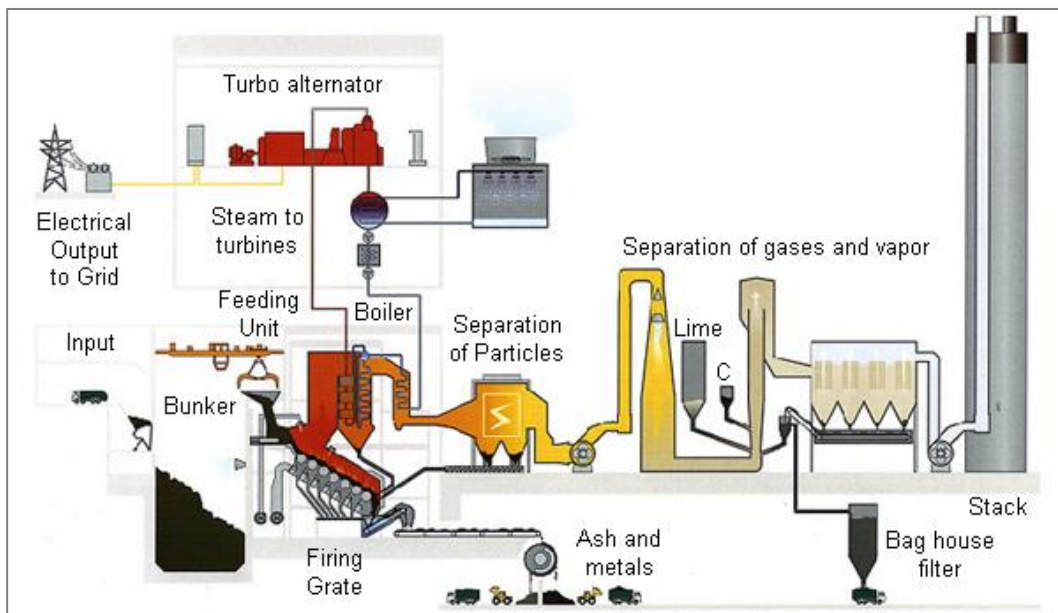 Turbo alternator
Electrical
Output
to Grid
Steam to
turbines
Separation of gases and vapor
Feeding
Unit
Boiler
Separation
of Particles
Lime
C
Input
Bunker
Firing
Grate
Ash and
metals
Stack
Bag house
filter